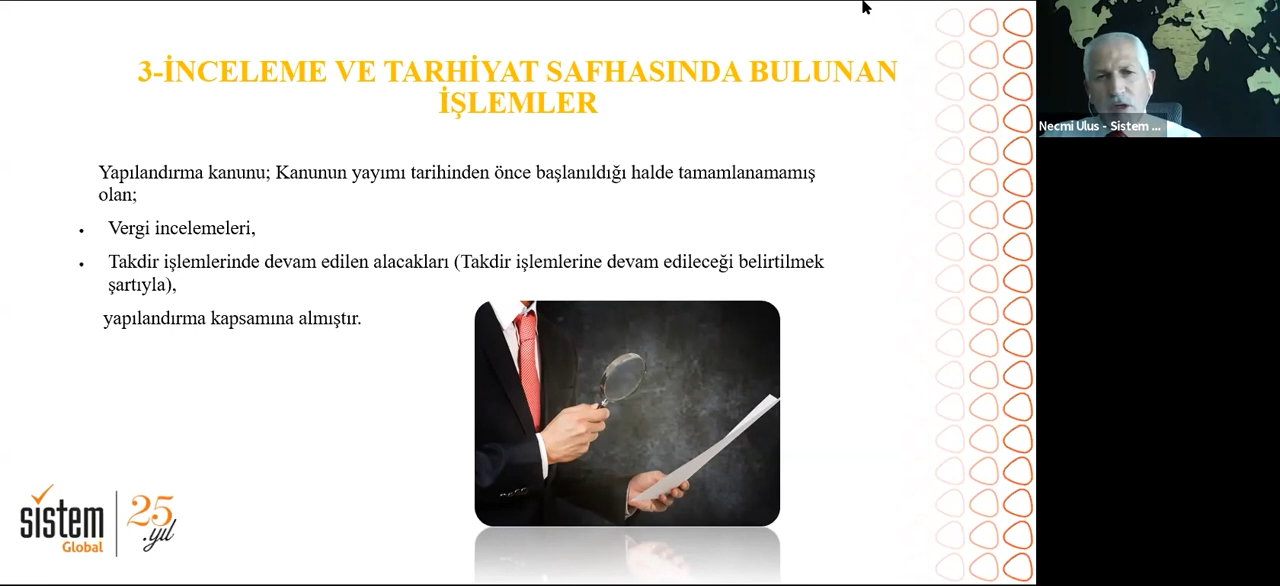 3-İNCELEME VE TARHİYAT SAFHASINDA BULUNAN
İŞLEMLER
Yapılandırma kanunu; Kanunun yayımı tarihinden önce başlanıldığı halde tamamlanamamış
olan;
• Vergi incelemeleri,
• Takdir işlemlerinde devam edilen alacakları (Takdir işlemlerine devam edileceği belirtilmek
şartıyla),
yapılandırma kapsamına almıştır.
sistem
Global
25
.yıl
Necmi Ulus - Sistem ...